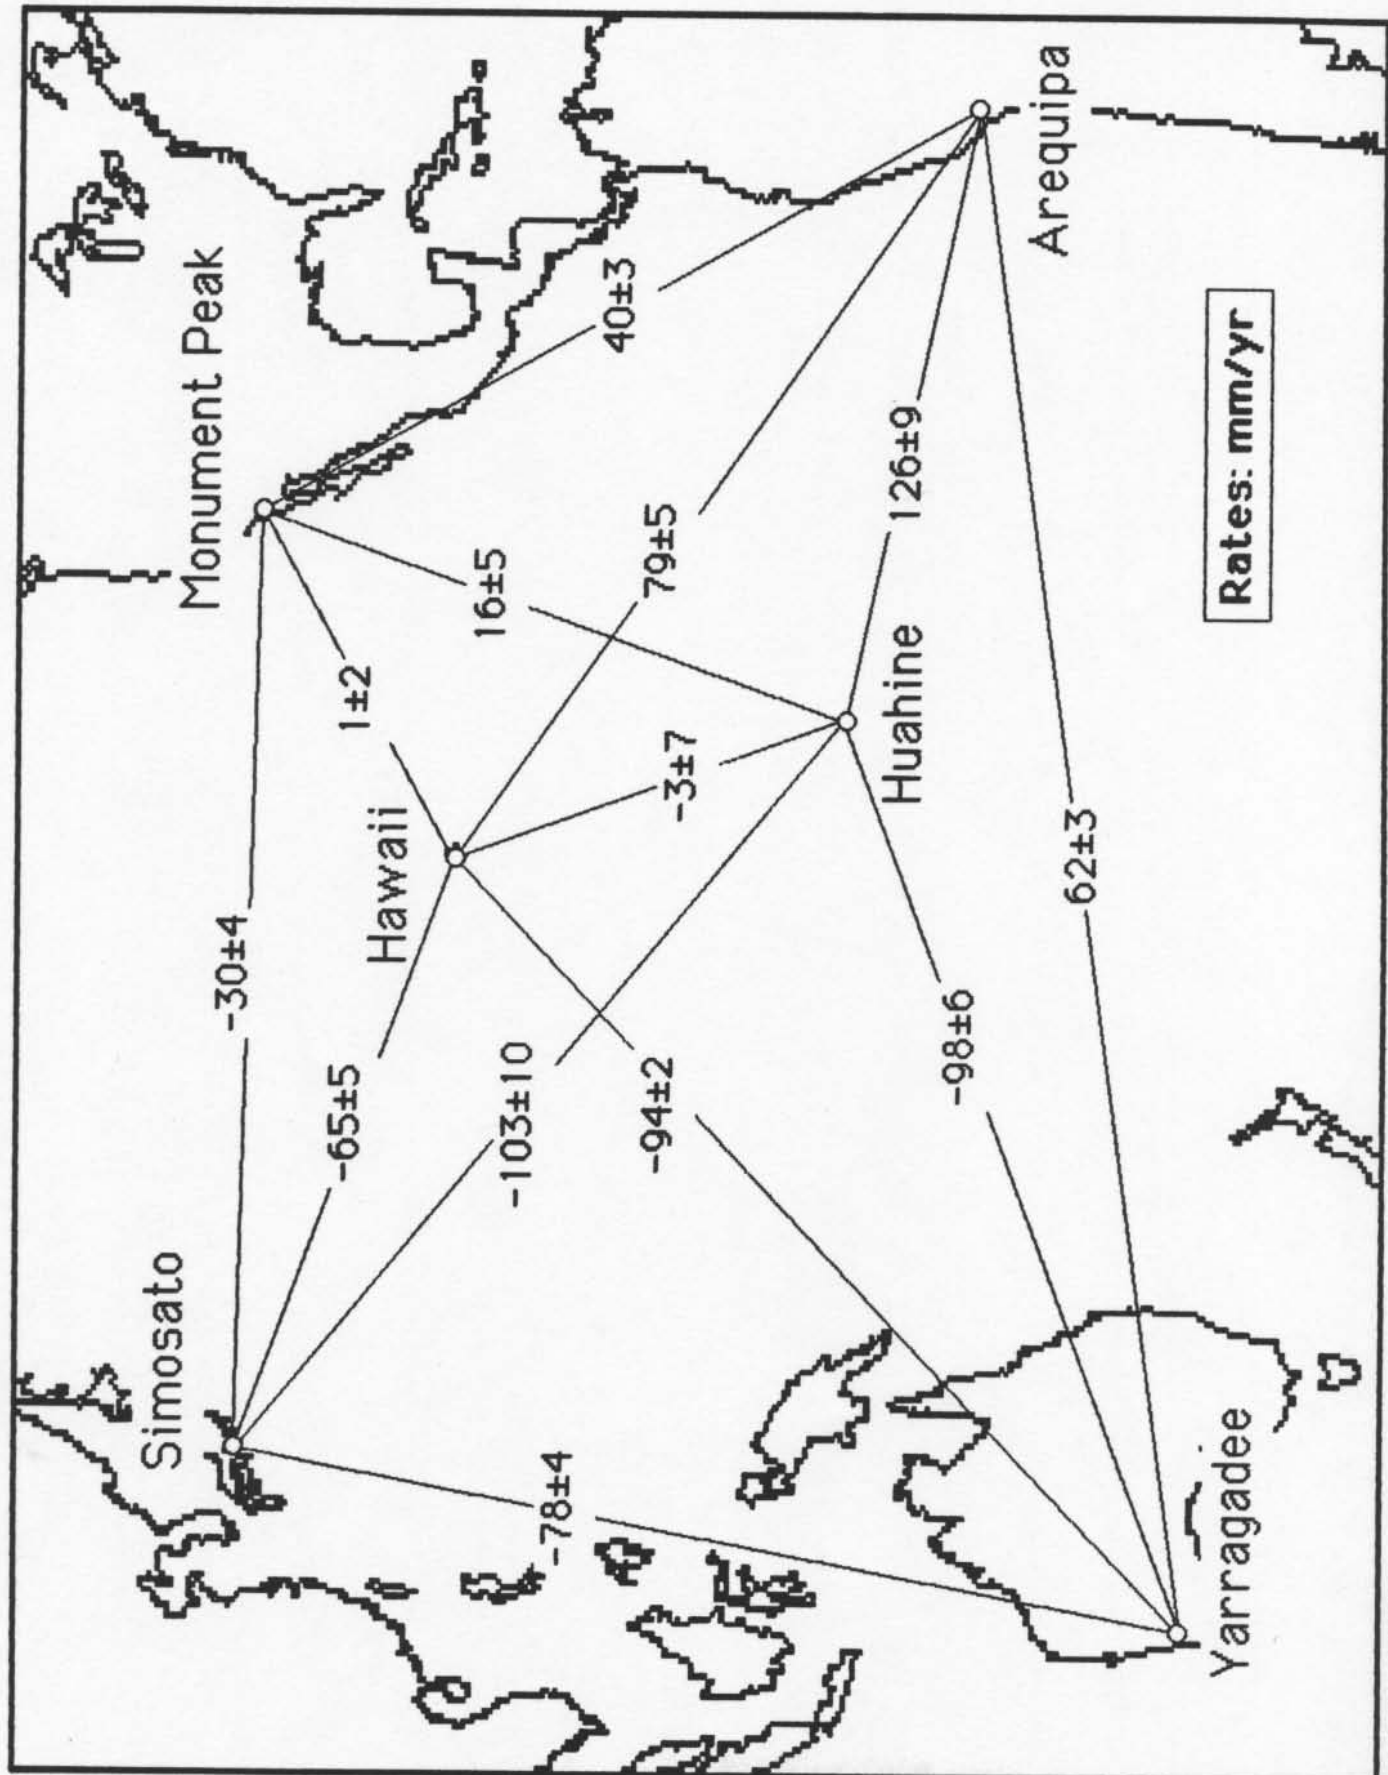 Simosato
Monument Peak
-30±4
-65±5
1±2
Hawaii
16±5
40±3
-103±10
-78±4
-94±2
-3±7
79±5
Huahine
126±9
-98±6
Arequipa
62±3
Yarragadee
Rates: mm/yr